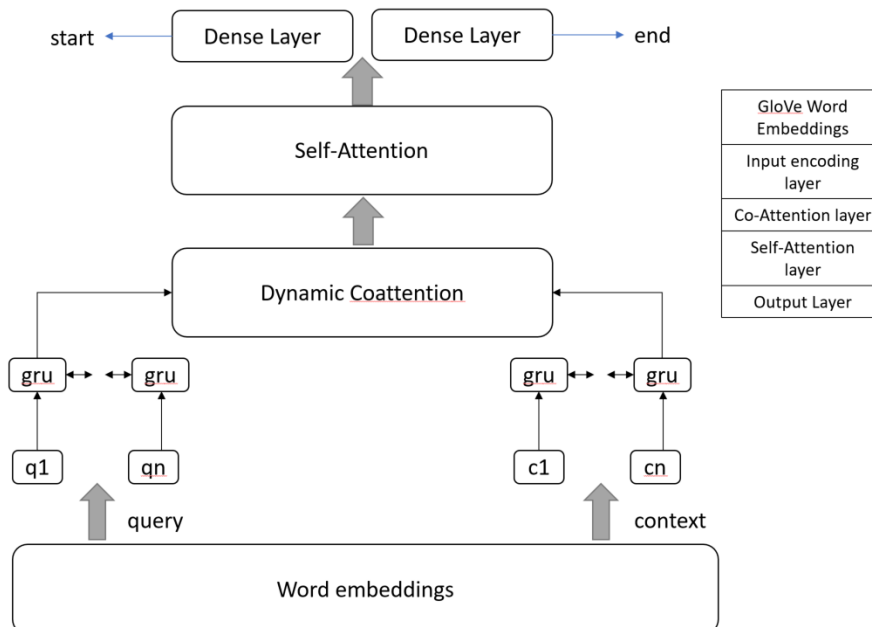 start
Dense Layer
Dense Layer
end
Self-Attention
Dynamic Coattention
gru
gru
gru
gru
q1
qn
c1
cn
query
context
Word embeddings
GloVe Word
Embeddings
Input encoding
layer
Co-Attention layer
Self-Attention
layer
Output Layer